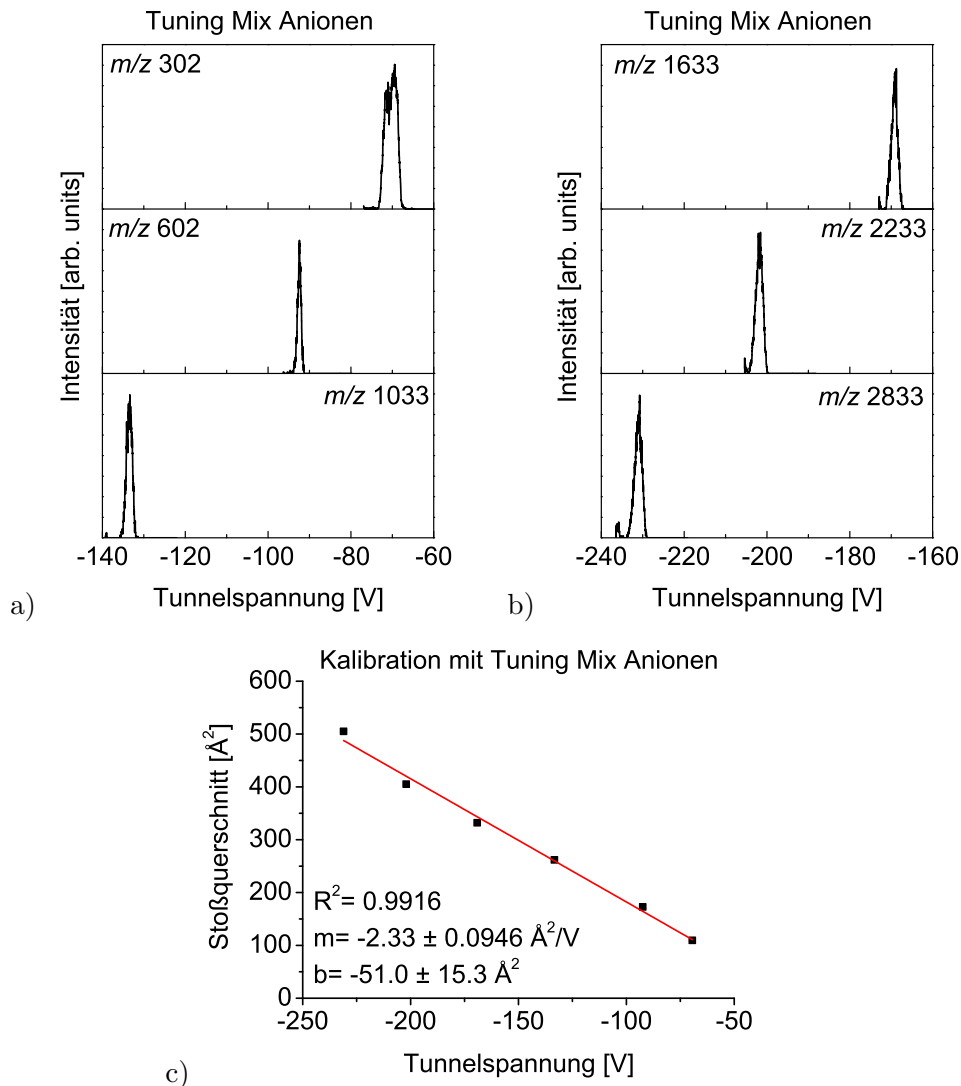 Tuning Mix Anionen
m/z 302
m/z 602
m/z 1033
Intensität [arb. units]
-140 -120 -100 -80 -60
Tunnelspannung [V]
a)
Tuning Mix Anionen
m/z 1633
m/z 2233
m/z 2833
Intensität [arb. units]
-240 -220 -200 -180 -160
Tunnelspannung [V]
b)
Kalibration mit Tuning Mix Anionen
600
500
400
300
200
100
0
Stoßquerschnitt [Å²]
R²= 0.9916
m= -2.33 ± 0.0946 Å²/V
b= -51.0 ± 15.3 Å²
-250 -200 -150 -100 -50
Tunnelspannung [V]
c)